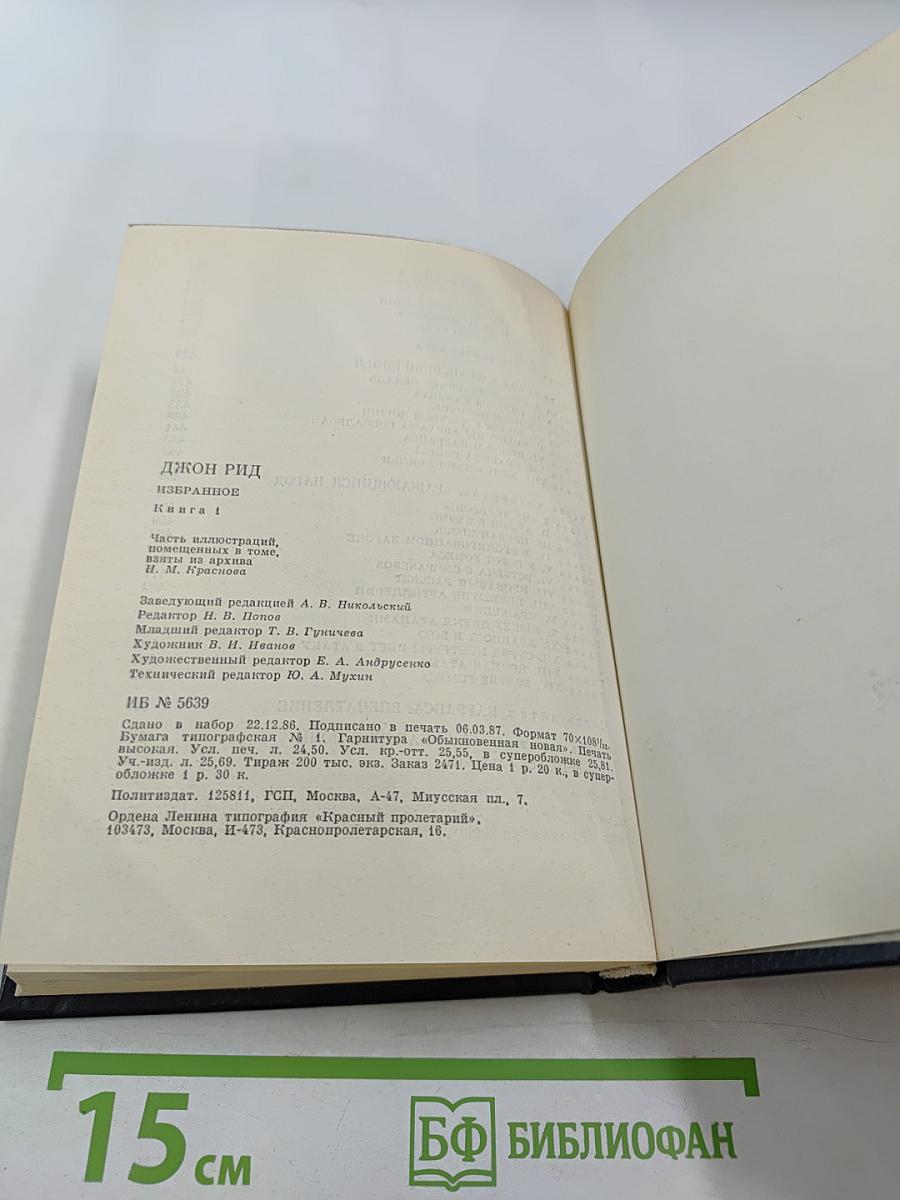 ДЖОН РИД
ИЗБРАННОЕ
Книга 1
Часть иллюстраций,
помещенных в томе,
взяты из архива
И. М. Краснова
Заведующий редакцией А. В. Никольский
Редактор Н. В. Попов
Младший редактор Т. В. Гуничева
Художник В. И. Иванов
Художественный редактор Е. А. Андрусенко
Технический редактор Ю. А. Мухин
ИБ № 5639
Сдано в набор 22.12.86. Подписано в печать 06.03.87. Формат 70×108 1/32.
Бумага типографская № 1. Гарнитура «Обыкновенная новая». Печать
высокая. Усл. печ. л. 24,50. Усл. кр.-отт. 25,55, в суперобложке 25,81.
Уч.-изд. л. 25,69. Тираж 200 тыс. экз. Заказ 2471. Цена 1 р. 20 к., в супер-
обложке 1 р. 30 к.
Политиздат. 125811, ГСП, Москва, А-47, Миусская пл., 7.
Ордена Ленина типография «Красный пролетарий».
103473, Москва, И-473, Краснопролетарская, 16.
15 см
БФ БИБЛИОФАН